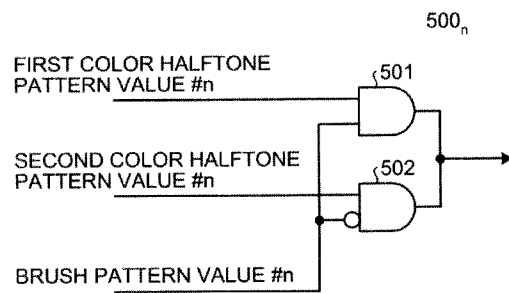 500n
FIRST COLOR HALFTONE
PATTERN VALUE #n
501
SECOND COLOR HALFTONE
PATTERN VALUE #n
502
BRUSH PATTERN VALUE #n